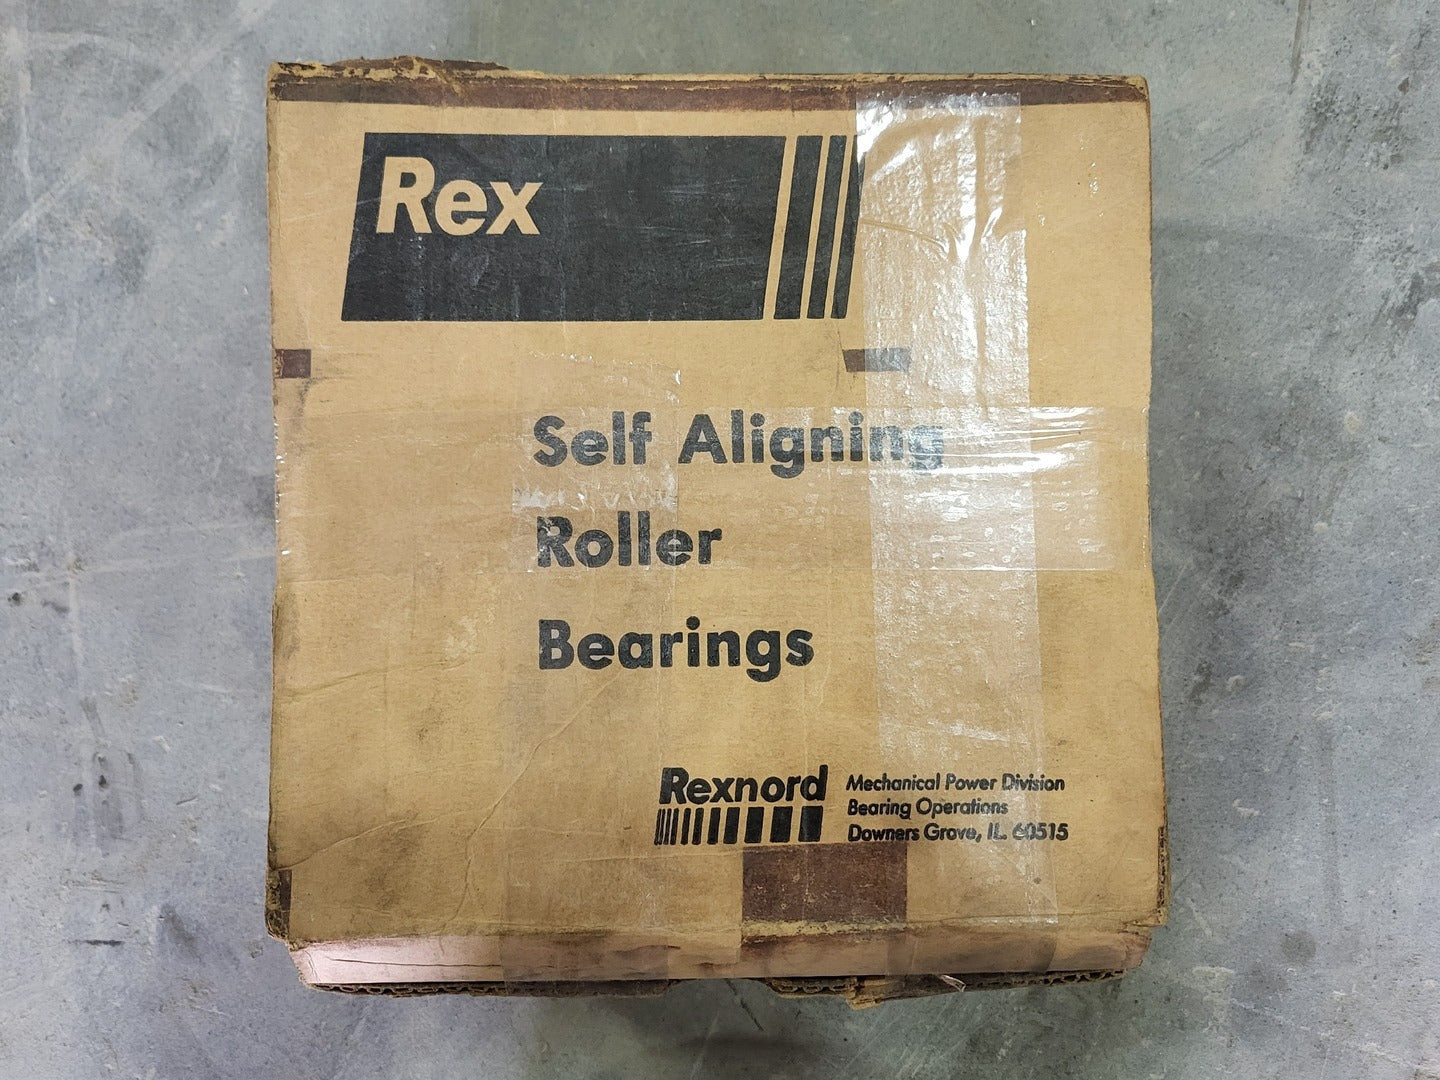 Rex
Self Aligning
Roller
Bearings
Rexnord
Mechanical Power Division
Bearing Operations
Downers Grove, IL. 60515